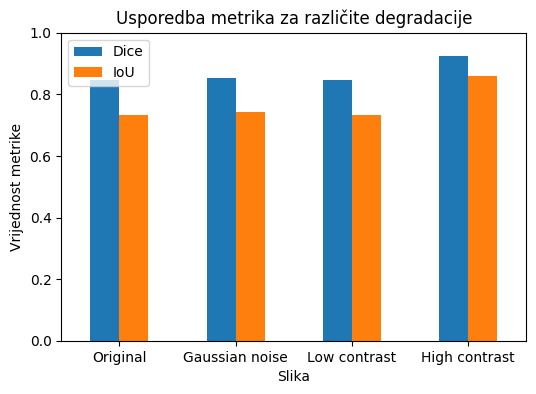 Usporedba metrika za različite degradacije
Dice
IoU
Vrijednost metrike
1.0
0.8
0.6
0.4
0.2
0.0
Original
Gaussian noise
Low contrast
High contrast
Slika